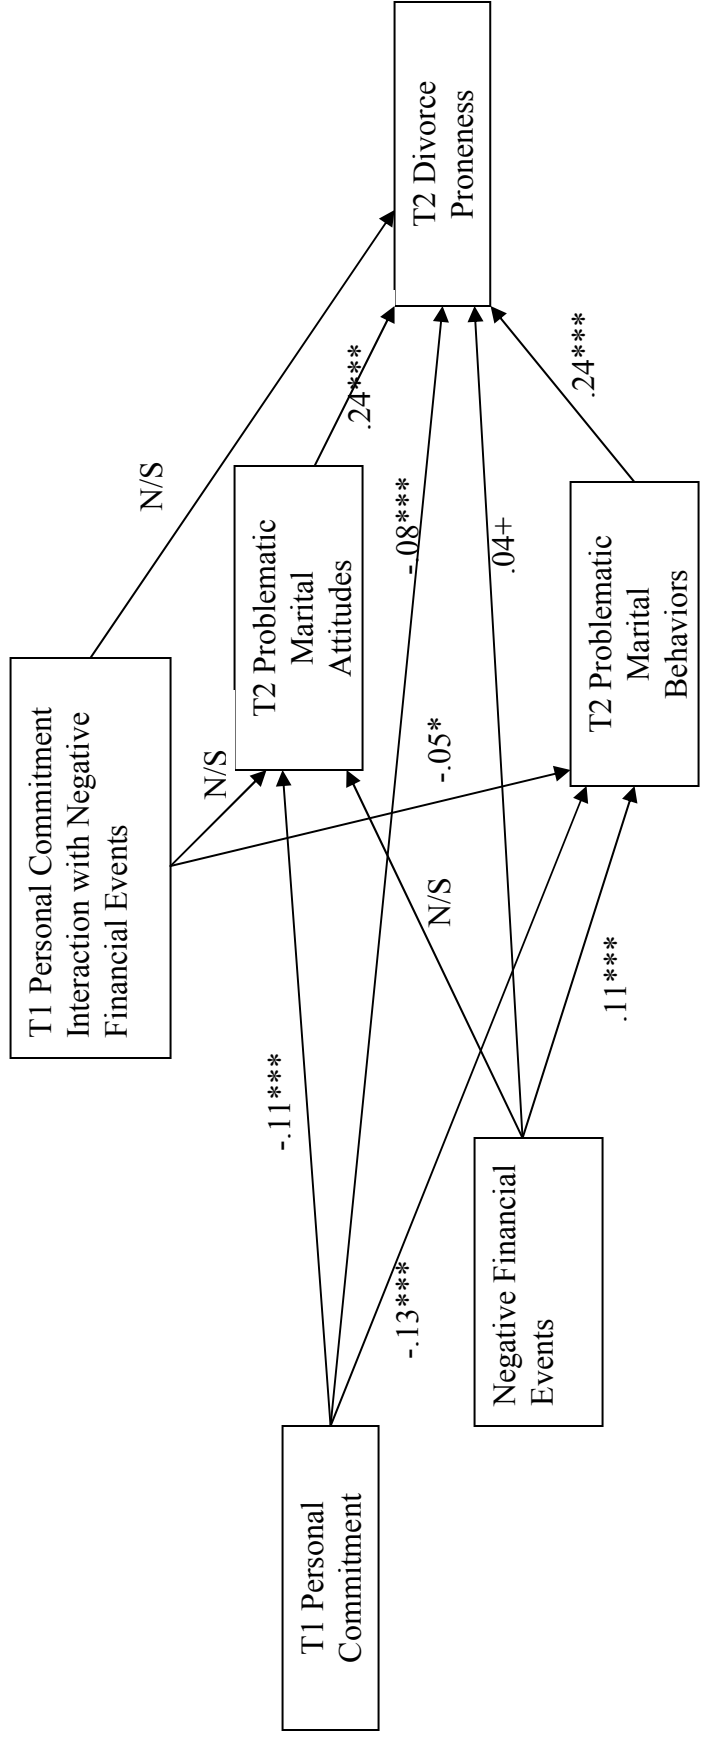 T1 Personal Commitment
Interaction with Negative
Financial Events
N/S
N/S
-.05*
T1 Personal
Commitment
-.11***
-.08***
-.13***
T2 Problematic
Marital
Attitudes
.24***
T2 Divorce
Proneness
Negative Financial
Events
N/S
.04+
.11***
T2 Problematic
Marital
Behaviors
.24***